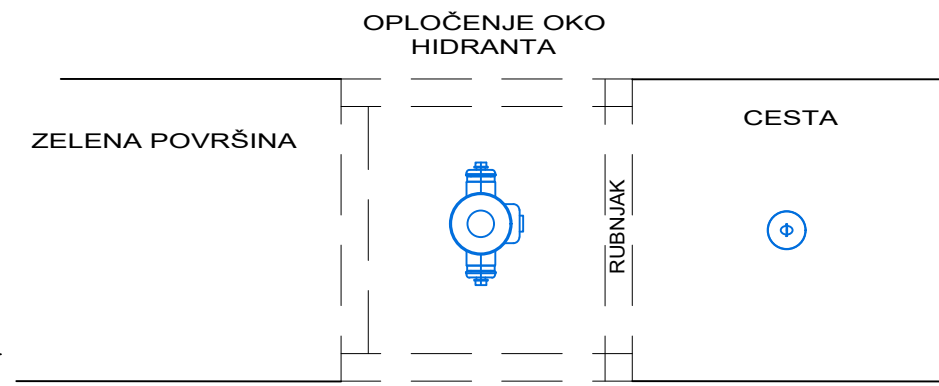 OPLOČENJE OKO
HIDRANTA
ZELENA POVRŠINA
CESTA
RUBNJAK
Φ